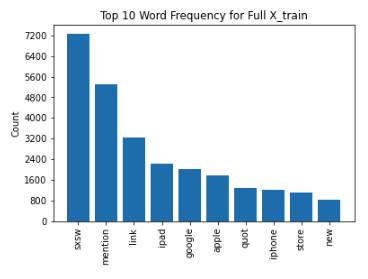 Top 10 Word Frequency for Full X_train
7200
6400
5600
4800
4000
3200
2400
1600
800
0
Count
sxsw
mention
link
ipad
google
apple
quot
iphone
store
new